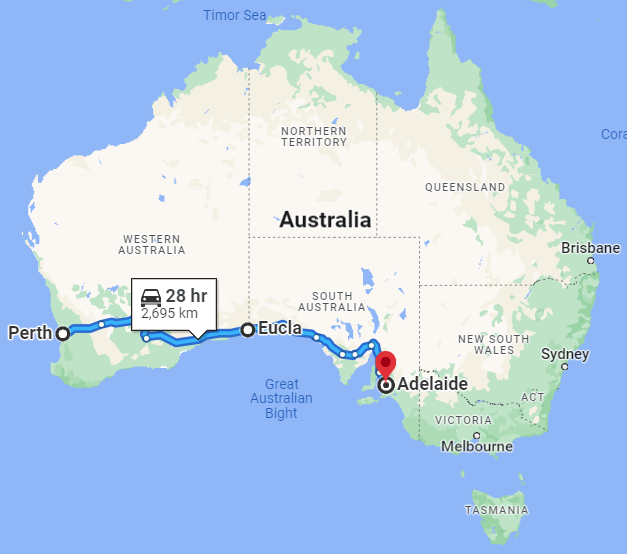 Timor Sea
Cora
NORTHERN
TERRITORY
QUEENSLAND
Australia
WESTERN
AUSTRALIA
Brisbane
28 hr
2,695 km
SOUTH
AUSTRALIA
Perth
Eucla
NEW SOUTH
WALES
Sydney
Great
Australian
Bight
Adelaide
ACT
VICTORIA
Melbourne
TASMANIA